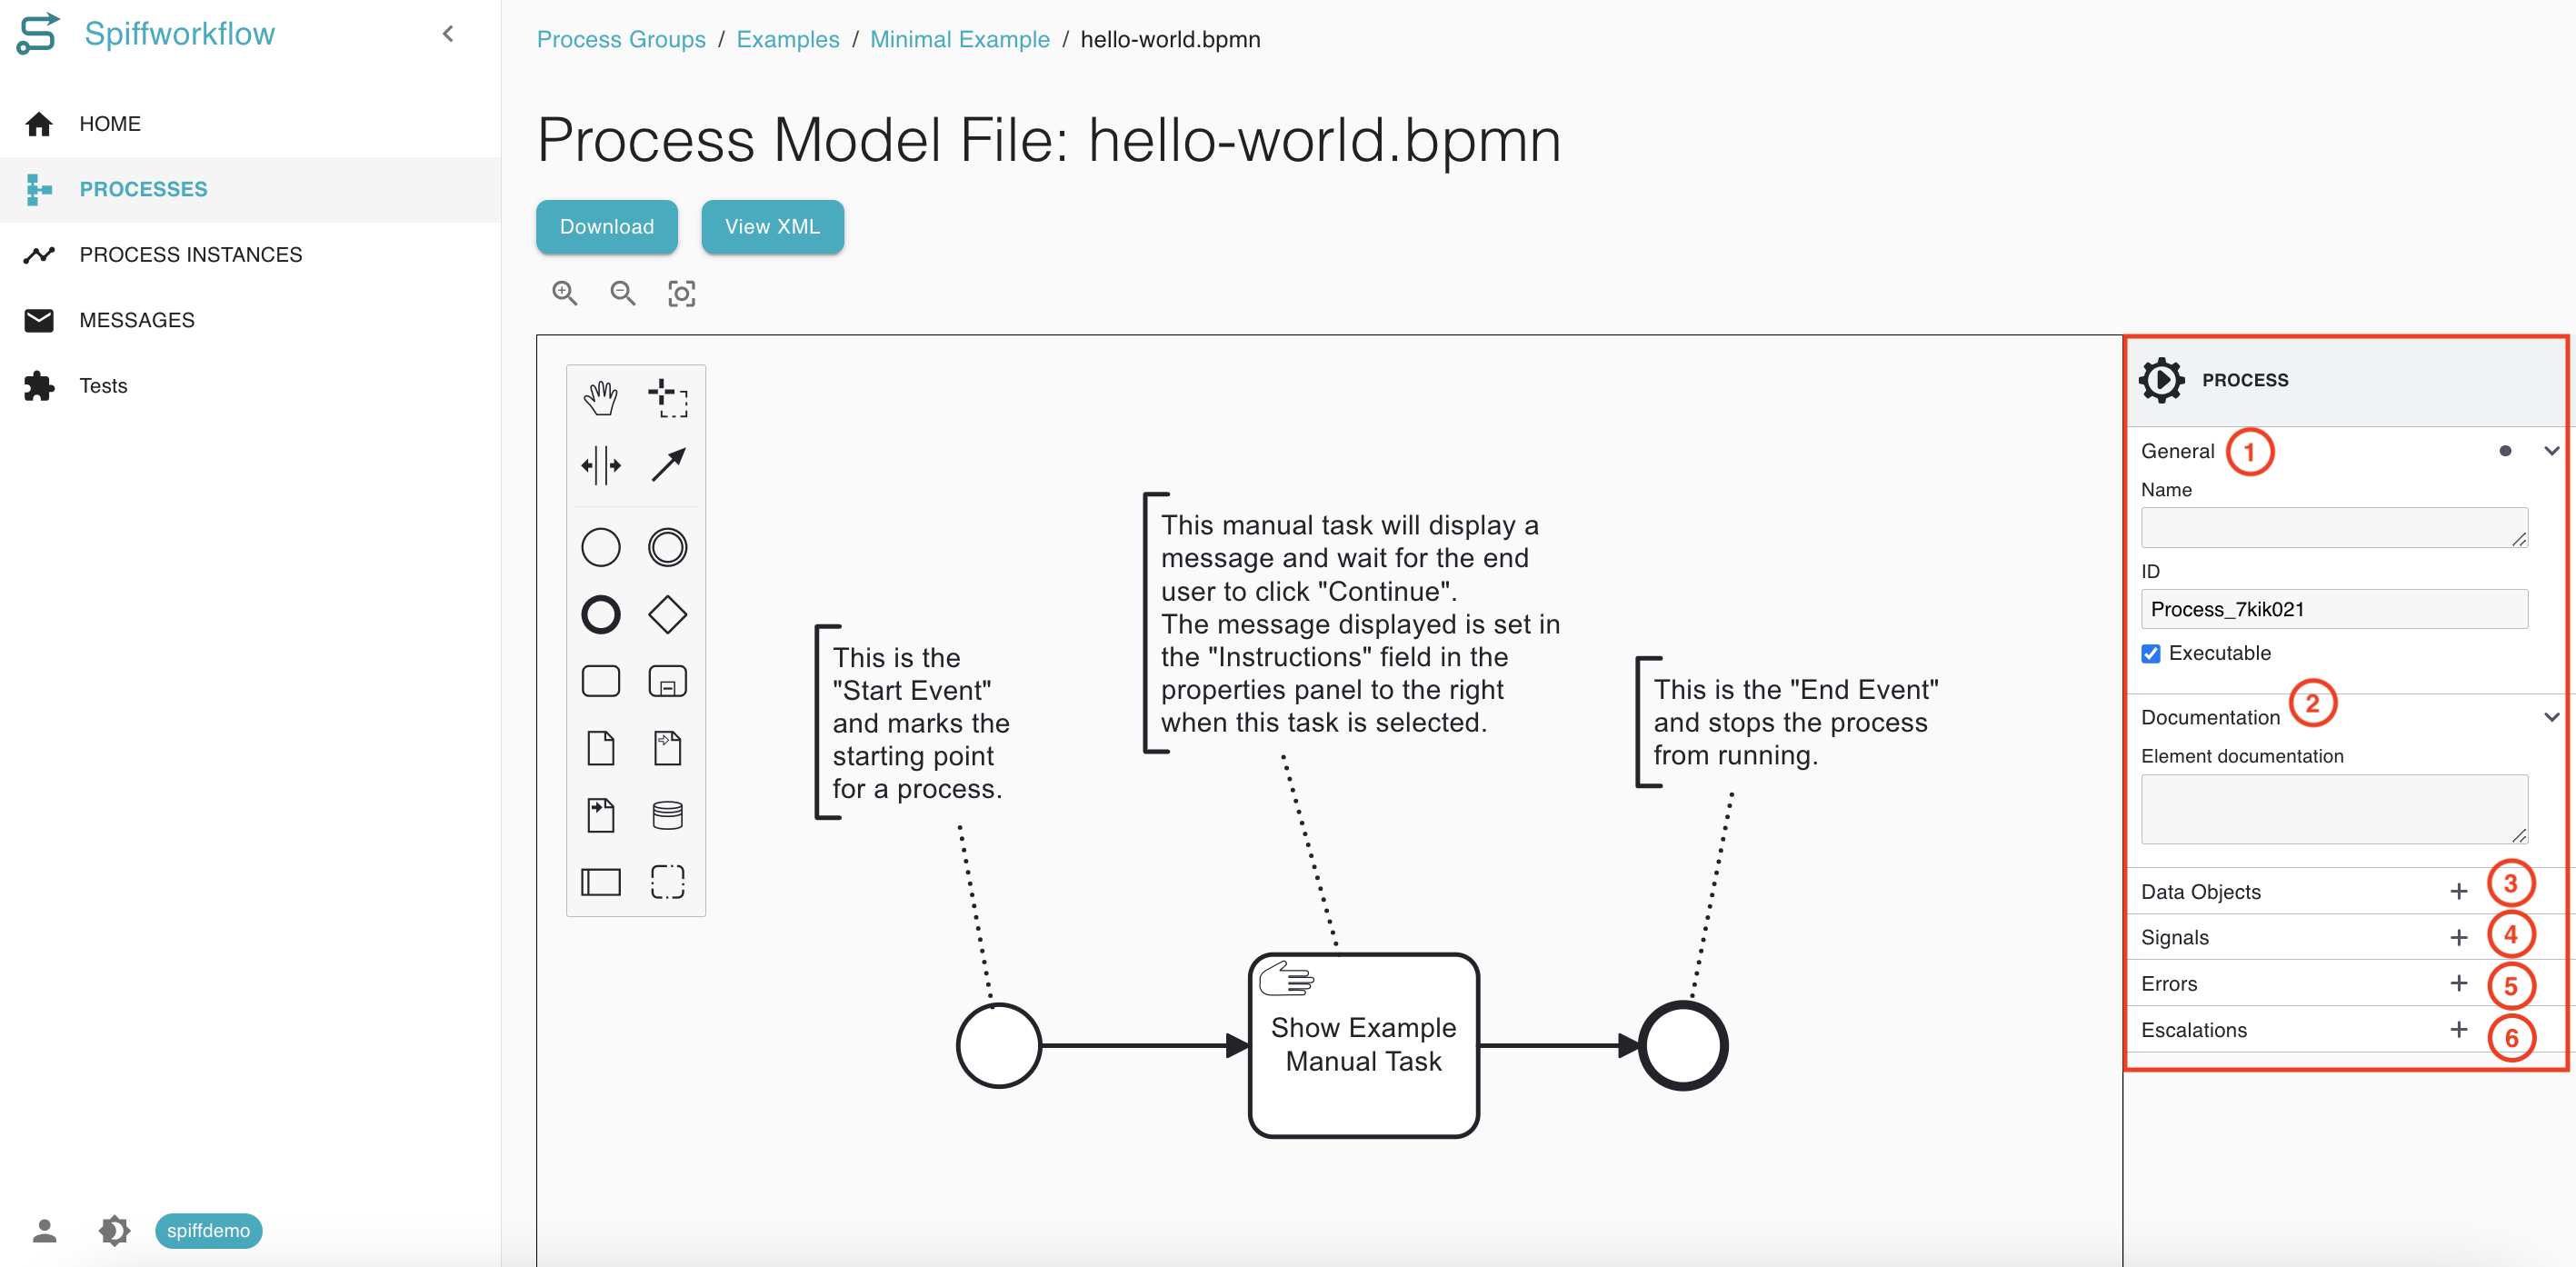 Spiffworkflow
HOME
PROCESSES
PROCESS INSTANCES
MESSAGES
Tests
spiffdemo
Process Groups / Examples / Minimal Example / hello-world.bpmn
Process Model File: hello-world.bpmn
Download
View XML
This is the
"Start Event"
and marks the
starting point
for a process.
This manual task will display a
message and wait for the end
user to click "Continue".
The message displayed is set in
the "Instructions" field in the
properties panel to the right
when this task is selected.
This is the "End Event"
and stops the process
from running.
Show Example
Manual Task
PROCESS
General 1
Name
ID
Process_7kik021
Executable
Documentation 2
Element documentation
Data Objects + 3
Signals + 4
Errors + 5
Escalations + 6